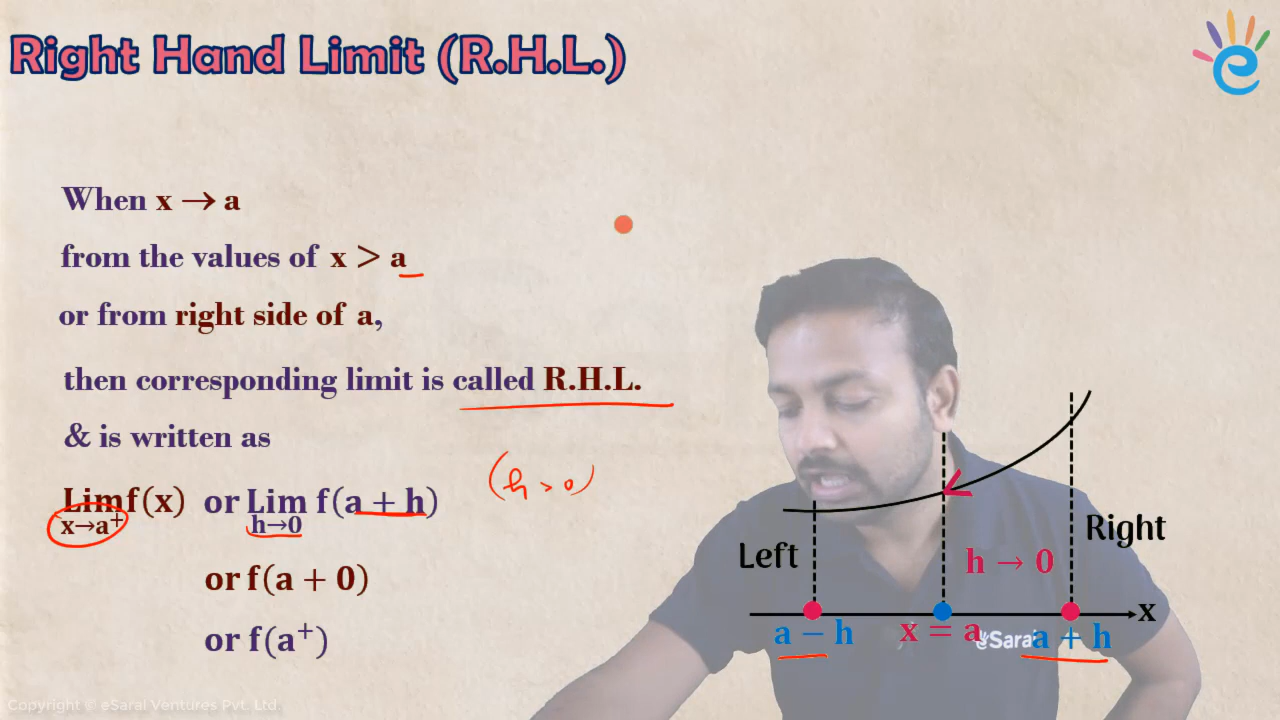 Right Hand Limit (R.H.L.)
When x → a
from the values of x > a
or from right side of a,
then corresponding limit is called R.H.L.
& is written as
(h > 0)
Lim f(x) or Lim f(a + h)
x→a⁺ h→0
or f(a + 0)
or f(a⁺)
Left
Right
h → 0
x
a − h
x = a
a + h
eSaral
Copyright © eSaral Ventures Pvt. Ltd.